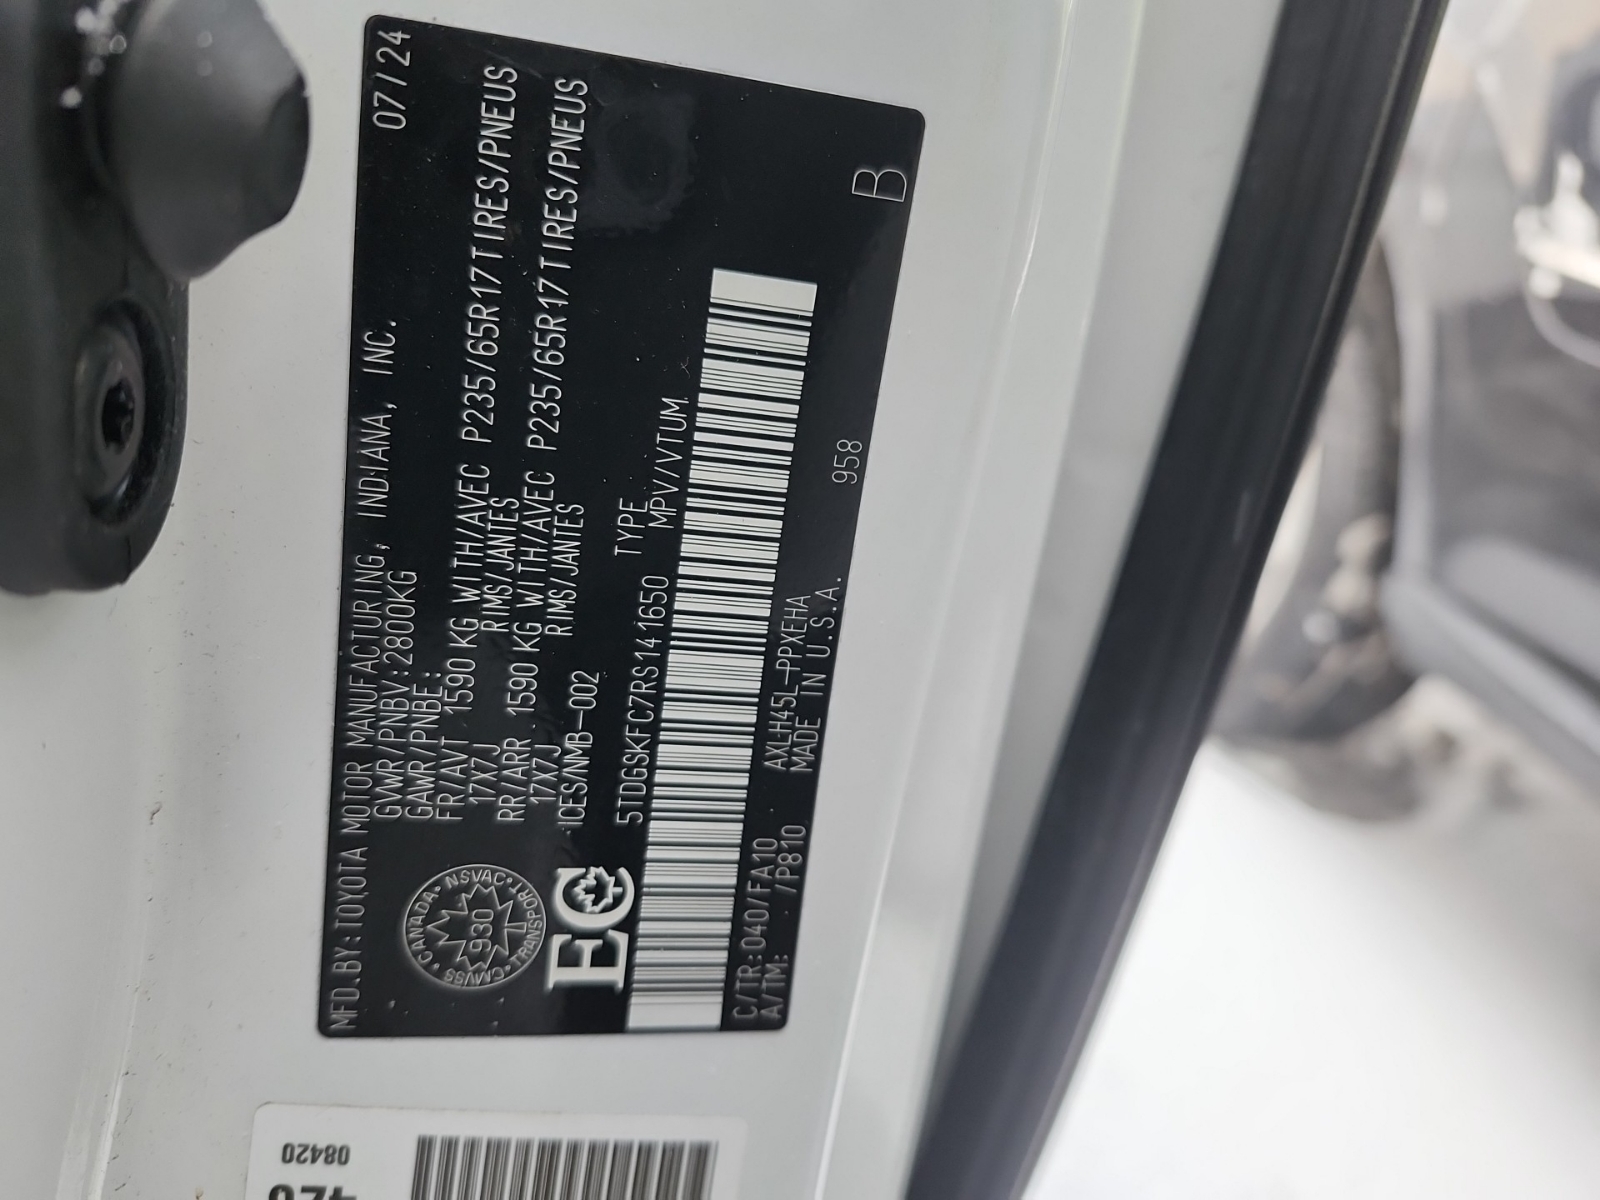 MFD.BY:TOYOTA MOTOR MANUFACTURING, INDIANA, INC. 07/24
GVWR/PNBV:2800KG
GAWR/PNBE:
FR/AVT 1590 KG WITH/AVEC P235/65R17TIRES/PNEUS
17X7J RIMS/JANTES
RR/ARR 1590 KG WITH/AVEC P235/65R17TIRES/PNEUS
17X7J RIMS/JANTES
ICES/NMB-002
CANADA • NSVAC • TRANSPORT • CMVSS •
930
EC
5TDGSKFC7RS141650 TYPE
MPV/VTUM
C/TR:040/FA10 AXLH45L-PPXEHA 958 B
A/TM: /P810 MADE IN U.S.A.
08420